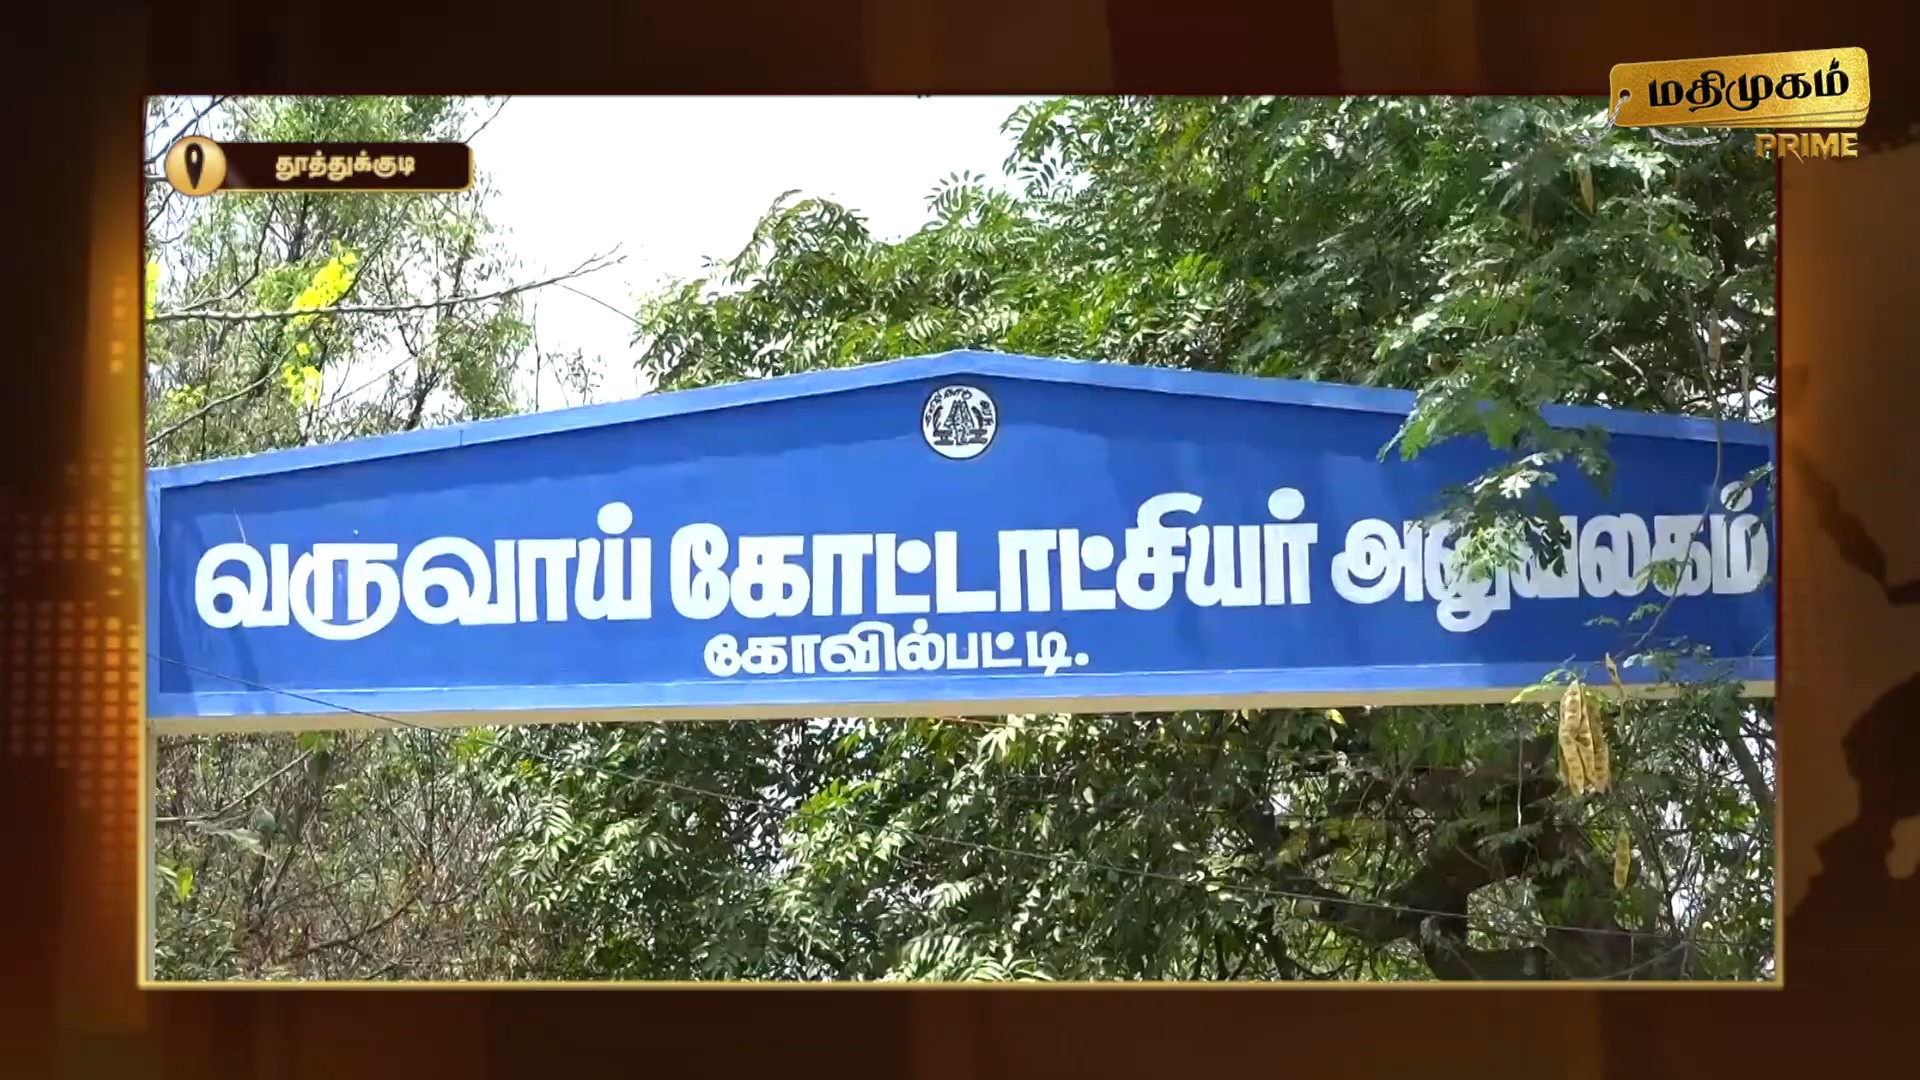 மதிமுகம்
PRIME
தூத்துக்குடி
வருவாய் கோட்டாட்சியர் அலுவலகம்
கோவில்பட்டி.